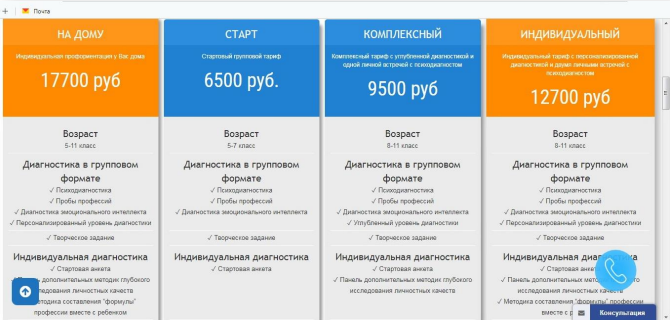 Почта
НА ДОМУ
Индивидуальная профориентация у Вас дома
17700 руб
Возраст
5-11 класс
Диагностика в групповом
формате
√ Психодиагностика
√ Пробы профессий
√ Диагностика эмоционального интеллекта
√ Персонализированный уровень диагностики
√ Творческое задание
Индивидуальная диагностика
√ Стартовая анкета
дополнительных методик глубокого
исследования личностных качеств
Методика составления "формулы"
профессии вместе с ребенком
СТАРТ
Стартовый групповой тариф
6500 руб.
Возраст
5-7 класс
Диагностика в групповом
формате
√ Психодиагностика
√ Пробы профессий
√ Диагностика эмоционального интеллекта
√ Творческое задание
Индивидуальная диагностика
√ Стартовая анкета
КОМПЛЕКСНЫЙ
Комплексный тариф с углубленной диагностикой и
одной личной встречей с психодиагностом
9500 руб
Возраст
8-11 класс
Диагностика в групповом
формате
√ Психодиагностика
√ Пробы профессий
√ Диагностика эмоционального интеллекта
√ Углубленный уровень диагностики
√ Творческое задание
Индивидуальная диагностика
√ Стартовая анкета
√ Панель дополнительных методик глубокого
исследования личностных качеств
ИНДИВИДУАЛЬНЫЙ
Индивидуальный тариф с персонализированной
диагностикой и двумя личными встречей с
психодиагностом
12700 руб
Возраст
8-11 класс
Диагностика в групповом
формате
√ Психодиагностика
√ Пробы профессий
√ Диагностика эмоционального интеллекта
√ Персонализированный уровень диагностики
√ Творческое задание
Индивидуальная диагностика
√ Стартовая анкета
√ Панель дополнительных методик глубокого
исследования личностных качеств
√ Методика составления "формулы" профессии
вместе с
Консультация